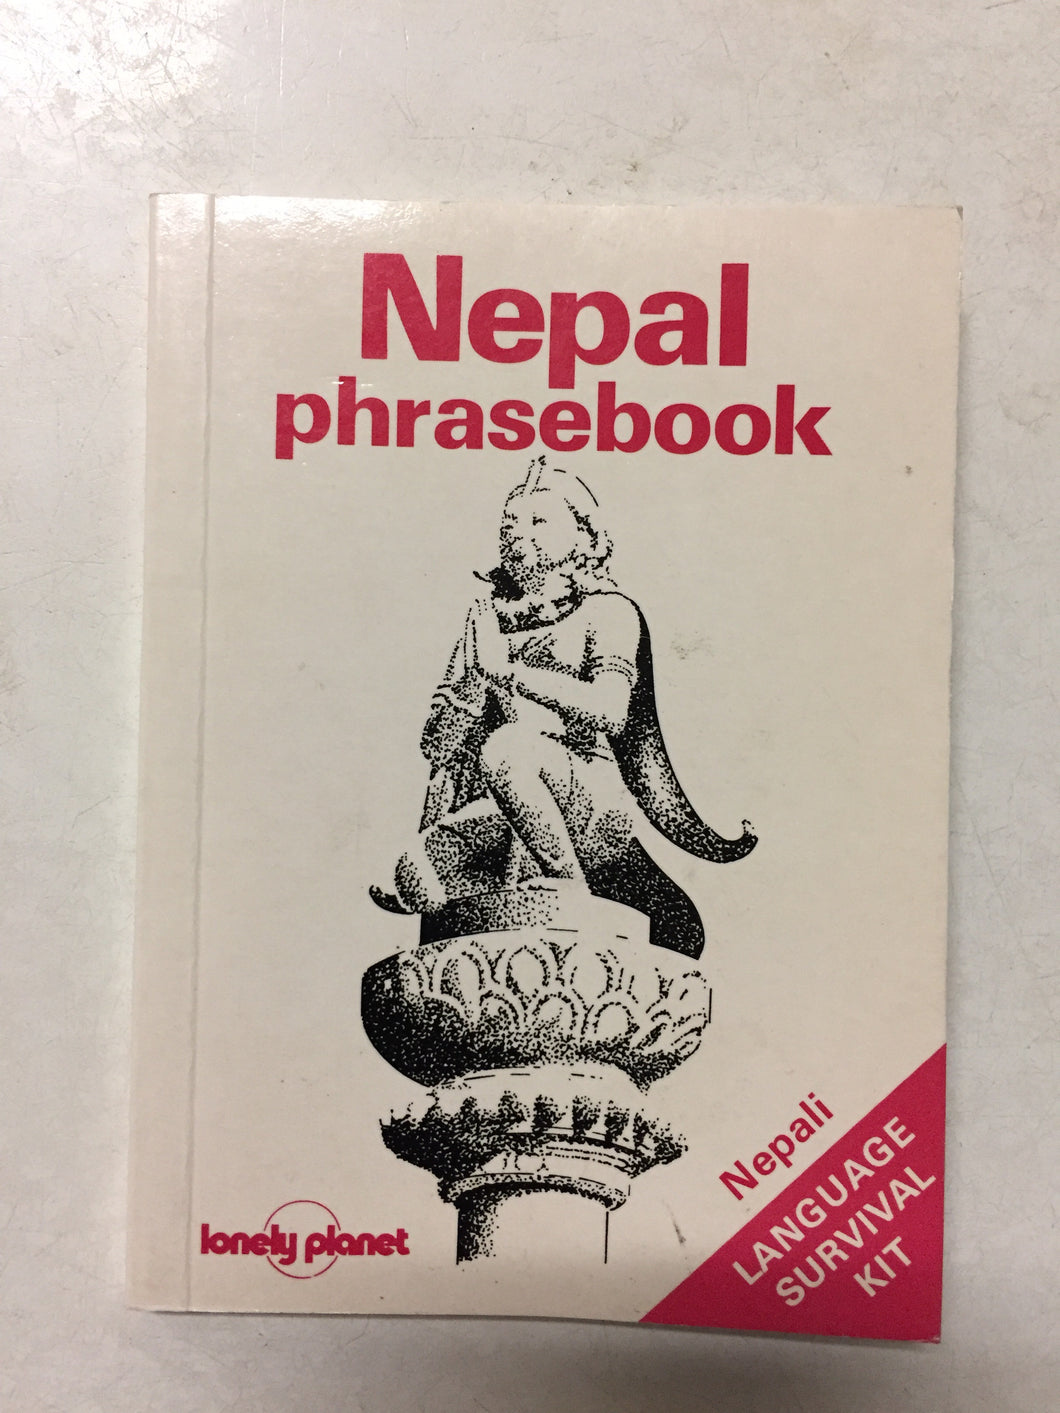 Nepal
phrasebook
Nepali
LANGUAGE
SURVIVAL
KIT
lonely planet